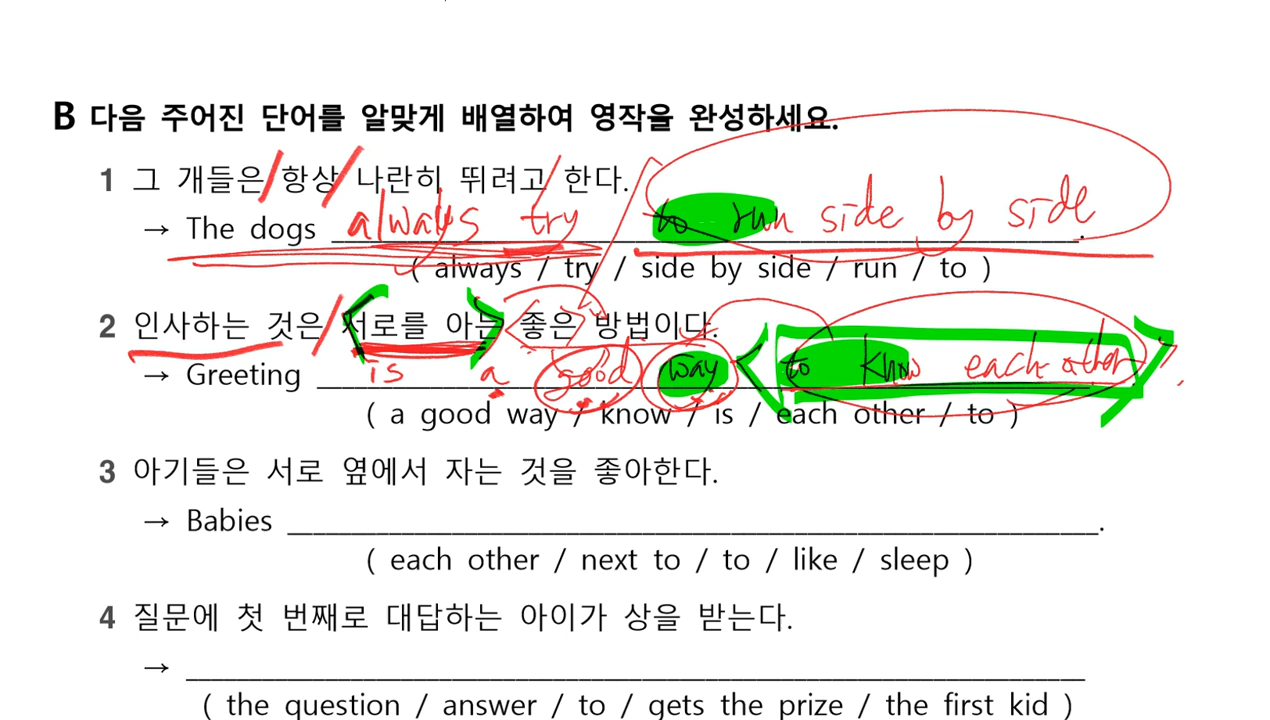 B 다음 주어진 단어를 알맞게 배열하여 영작을 완성하세요.
1 그 개들은 항상 나란히 뛰려고 한다.
→ The dogs always try to run side by side.
( always / try / side by side / run / to )
2 인사하는 것은 서로를 아는 좋은 방법이다.
→ Greeting is a good way to know each other
( a good way / know / is / each other / to )
3 아기들은 서로 옆에서 자는 것을 좋아한다.
→ Babies ______.
( each other / next to / to / like / sleep )
4 질문에 첫 번째로 대답하는 아이가 상을 받는다.
→ ______
( the question / answer / to / gets the prize / the first kid )